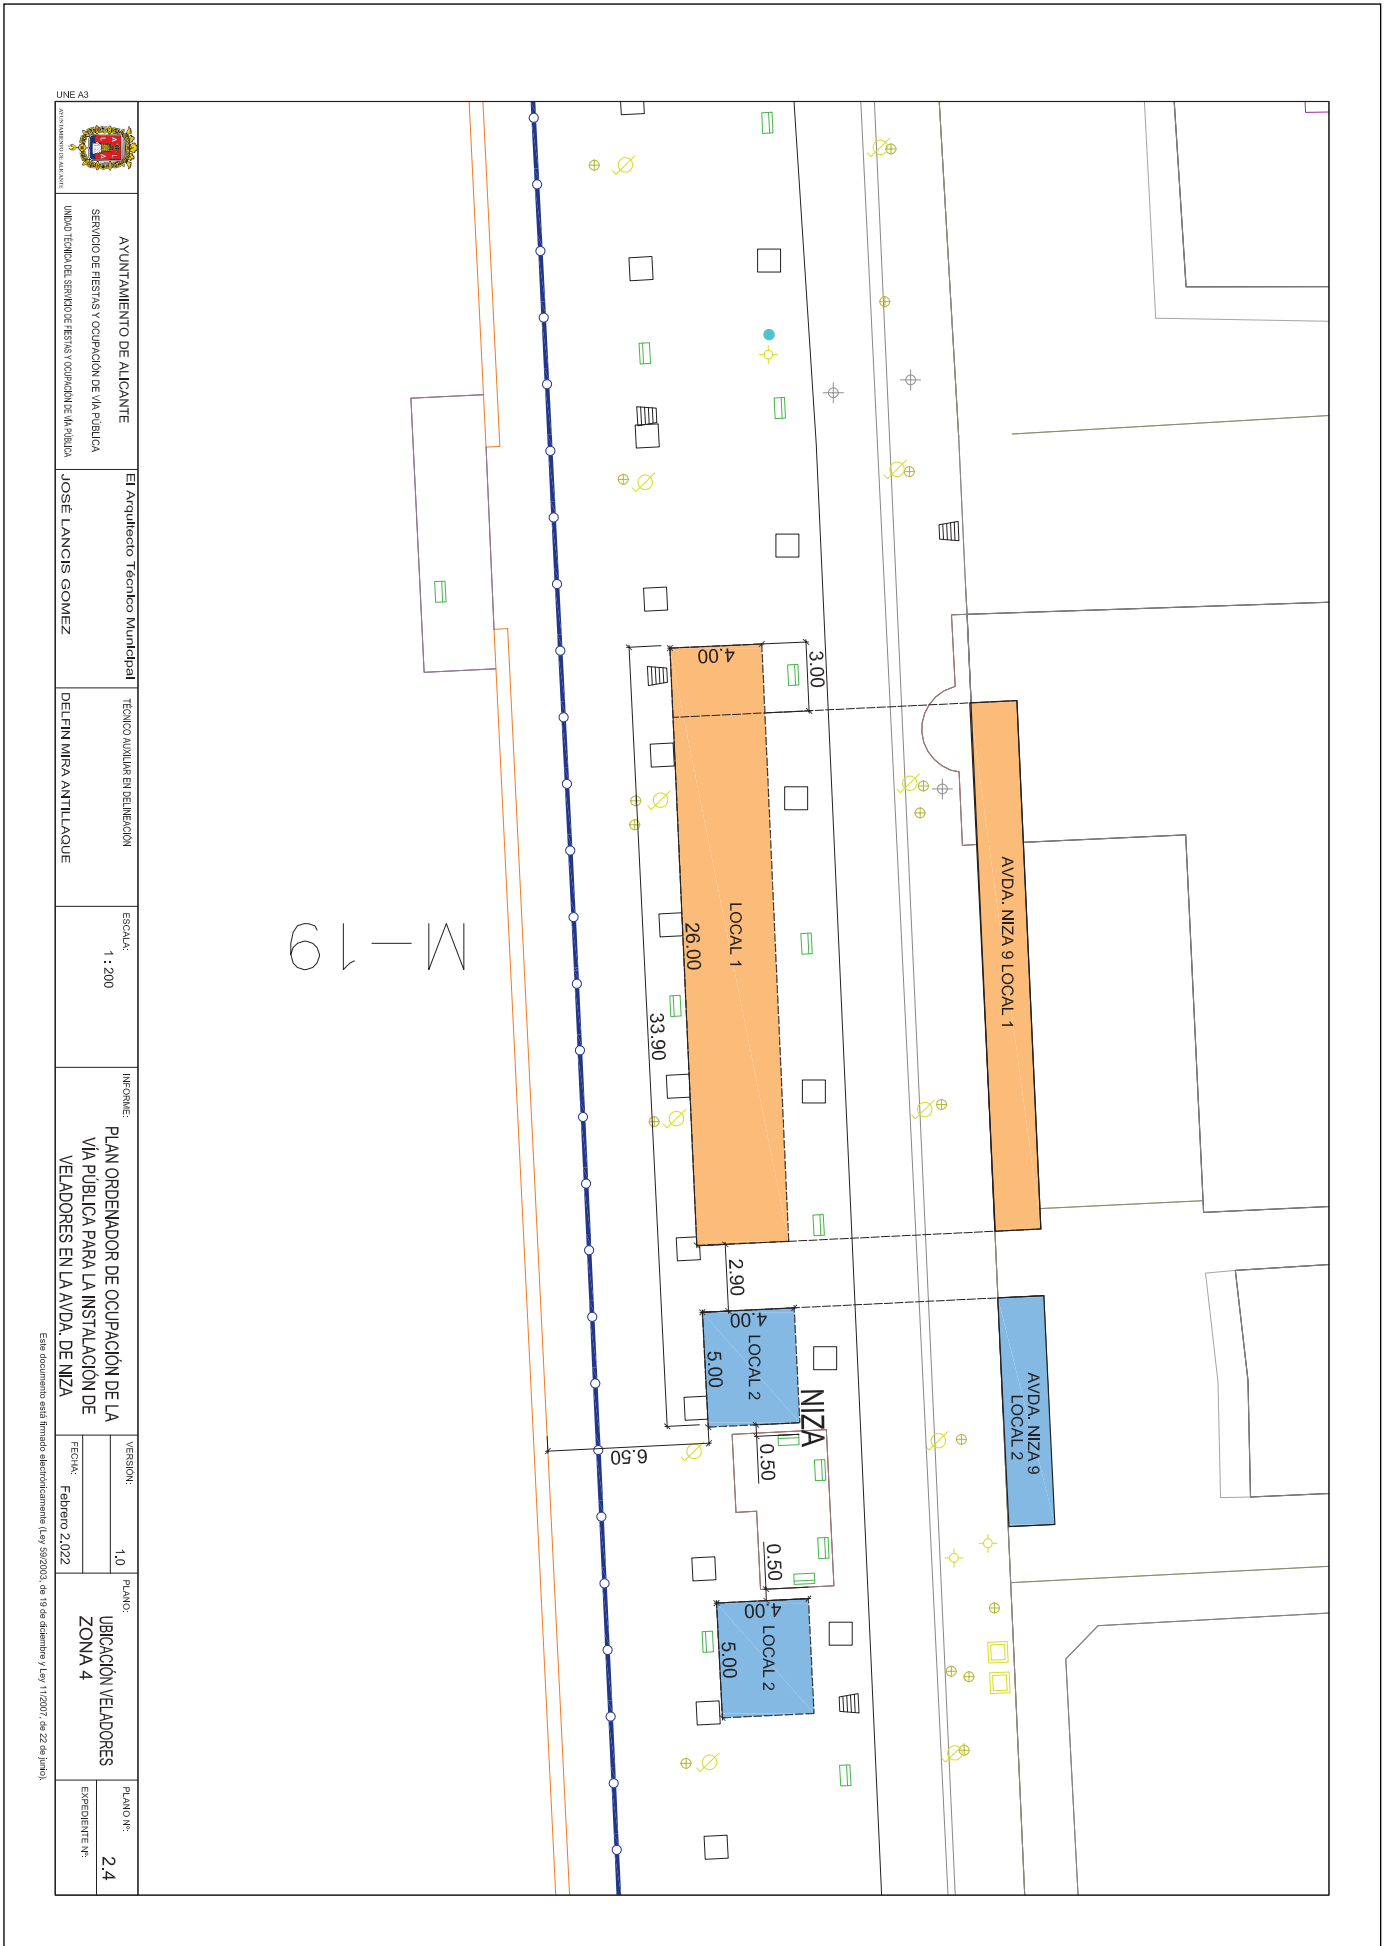 UNE A3
AYUNTAMIENTO DE ALICANTE
AYUNTAMIENTO DE ALICANTE
SERVICIO DE FIESTAS Y OCUPACIÓN DE VÍA PÚBLICA
UNIDAD TÉCNICA DEL SERVICIO DE FIESTAS Y OCUPACIÓN DE VÍA PÚBLICA
El Arquitecto Técnico Municipal
JOSÉ LANCIS GOMEZ
TÉCNICO AUXILIAR EN DELINEACIÓN
DELFIN MIRA ANTILLAQUE
ESCALA:
1 : 200
INFORME:
PLAN ORDENADOR DE OCUPACIÓN DE LA
VÍA PÚBLICA PARA LA INSTALACIÓN DE
VELADORES EN LA AVDA. DE NIZA
VERSIÓN:
1.0
FECHA:
Febrero 2.022
PLANO:
UBICACIÓN VELADORES
ZONA 4
PLANO Nº:
2.4
EXPEDIENTE Nº:
Este documento está firmado electrónicamente (Ley 59/2003, de 19 de diciembre y Ley 11/2007, de 22 de junio).
AVDA. NIZA 9 LOCAL 1
AVDA. NIZA 9
LOCAL 2
3.00
4.00
LOCAL 1
26.00
33.90
2.90
4.00
LOCAL 2
5.00
NIZA
0.50
6.50
0.50
4.00
LOCAL 2
5.00
M
—
1
9